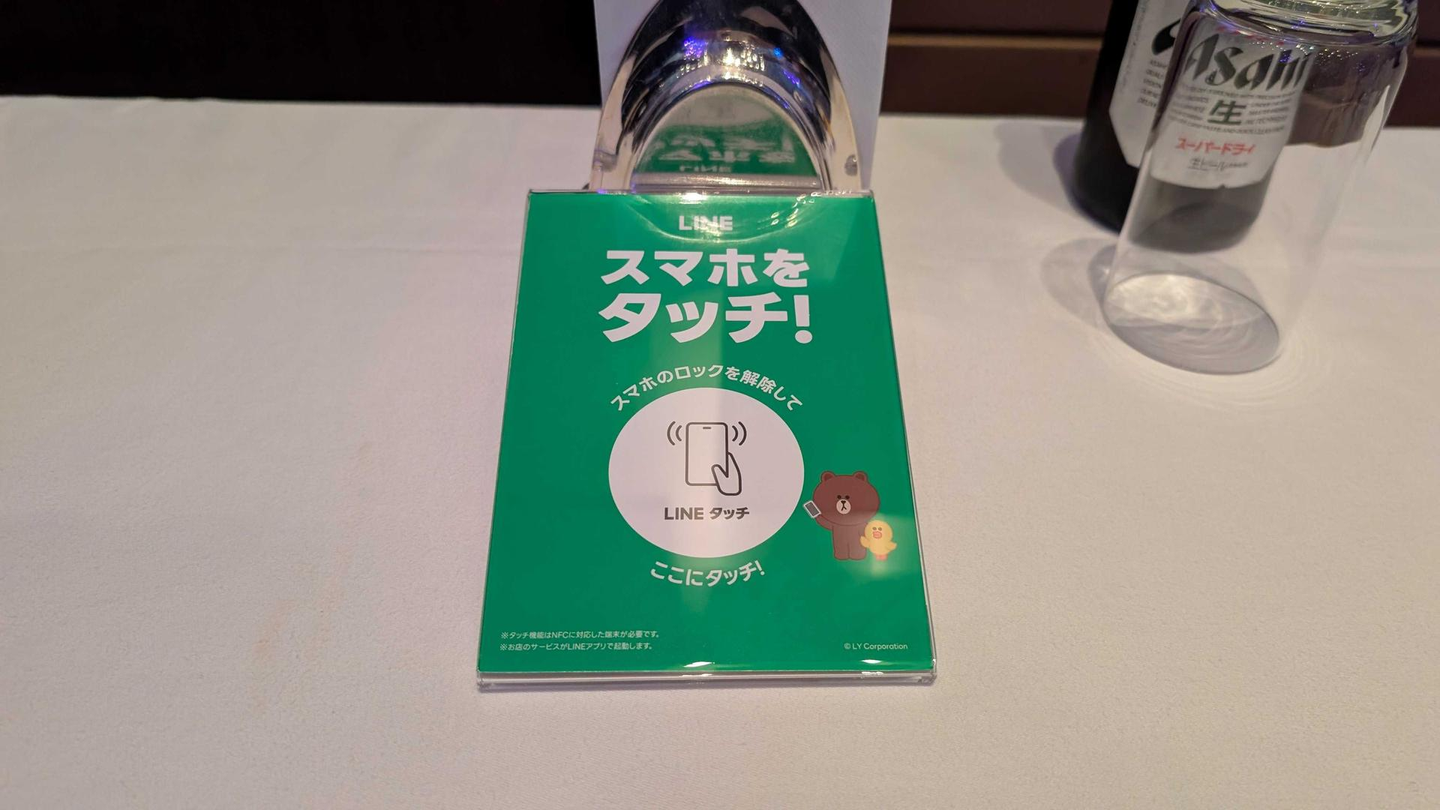 LINE
スマホを
タッチ!
スマホのロックを解除して
LINE タッチ
ここにタッチ!
※タッチ機能はNFCに対応した端末が必要です。
※お店のサービスがLINEアプリで起動します。
© LY Corporation
Asahi
生
スーパードライ